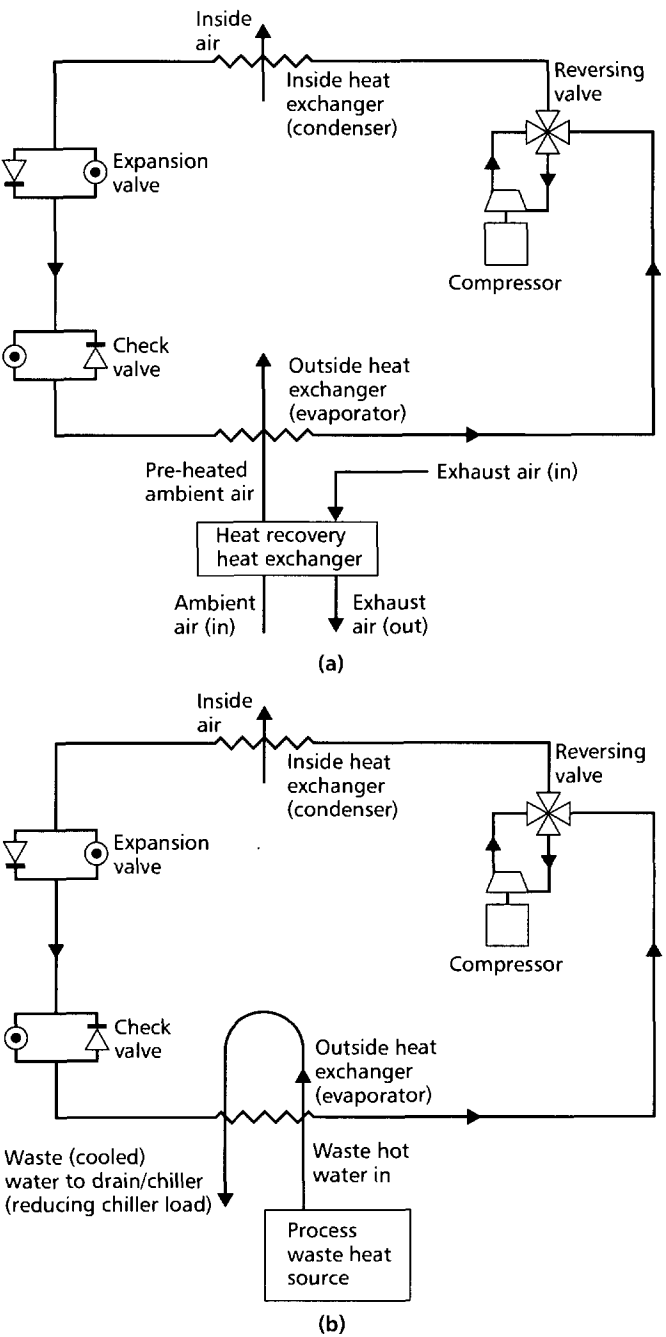 Inside
air
Inside heat
exchanger
(condenser)
Reversing
valve
Expansion
valve
Compressor
Check
valve
Outside heat
exchanger
(evaporator)
Pre-heated
ambient air
Exhaust air (in)
Heat recovery
heat exchanger
Ambient
air (in)
Exhaust
air (out)
(a)
Inside
air
Inside heat
exchanger
(condenser)
Reversing
valve
Expansion
valve
Compressor
Check
valve
Outside heat
exchanger
(evaporator)
Waste (cooled)
water to drain/chiller
(reducing chiller load)
Waste hot
water in
Process
waste heat
source
(b)